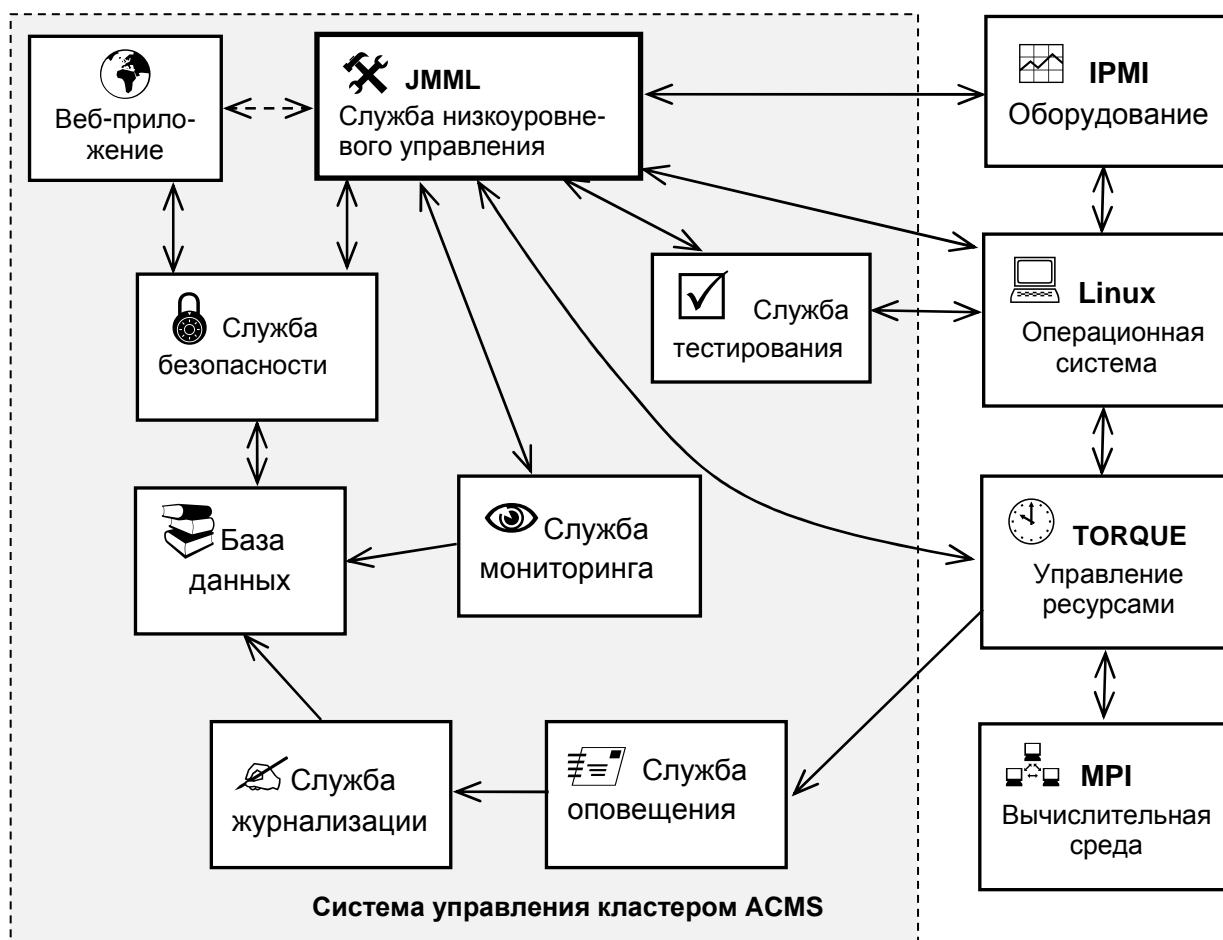 Веб-прило-
жение
JMML
Служба низкоуровне-
вого управления
IPMI
Оборудование
Служба
безопасности
Служба
тестирования
Linux
Операционная
система
База
данных
Служба
мониторинга
TORQUE
Управление
ресурсами
Служба
журнализации
Служба
оповещения
MPI
Вычислительная
среда
Система управления кластером ACMS